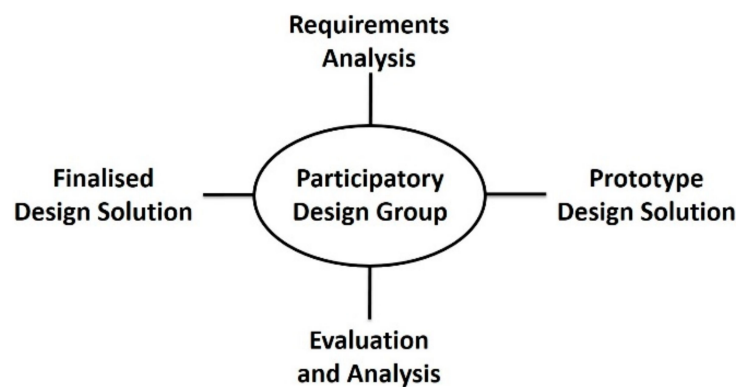 Requirements
Analysis
Finalised
Design Solution
Participatory
Design Group
Prototype
Design Solution
Evaluation
and Analysis